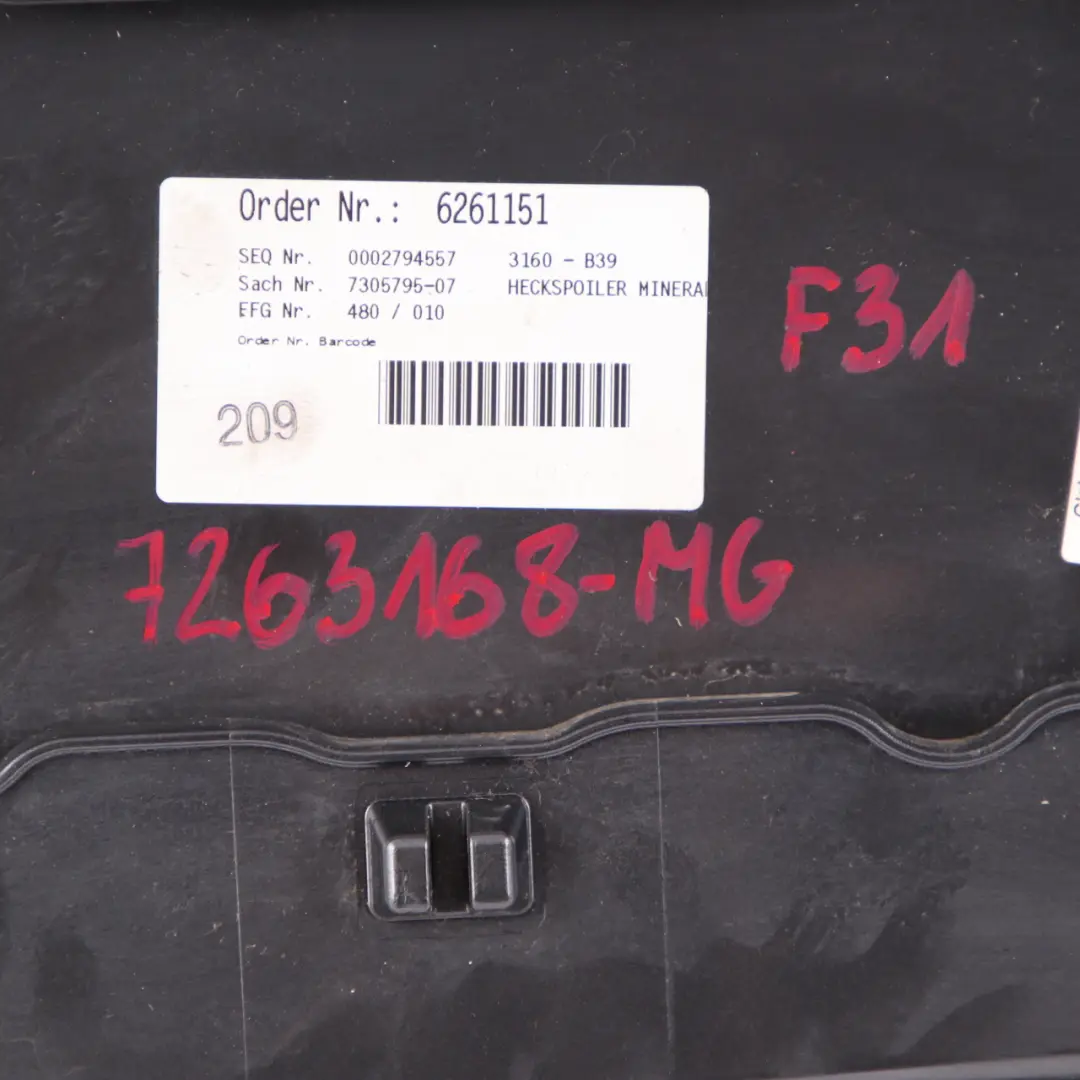 Order Nr.: 6261151
SEQ Nr. 0002794557 3160 - B39
Sach Nr. 7305795-07 HECKSPOILER MINERA
EFG Nr. 480 / 010
Order Nr. Barcode
209
F31
7263168-MG